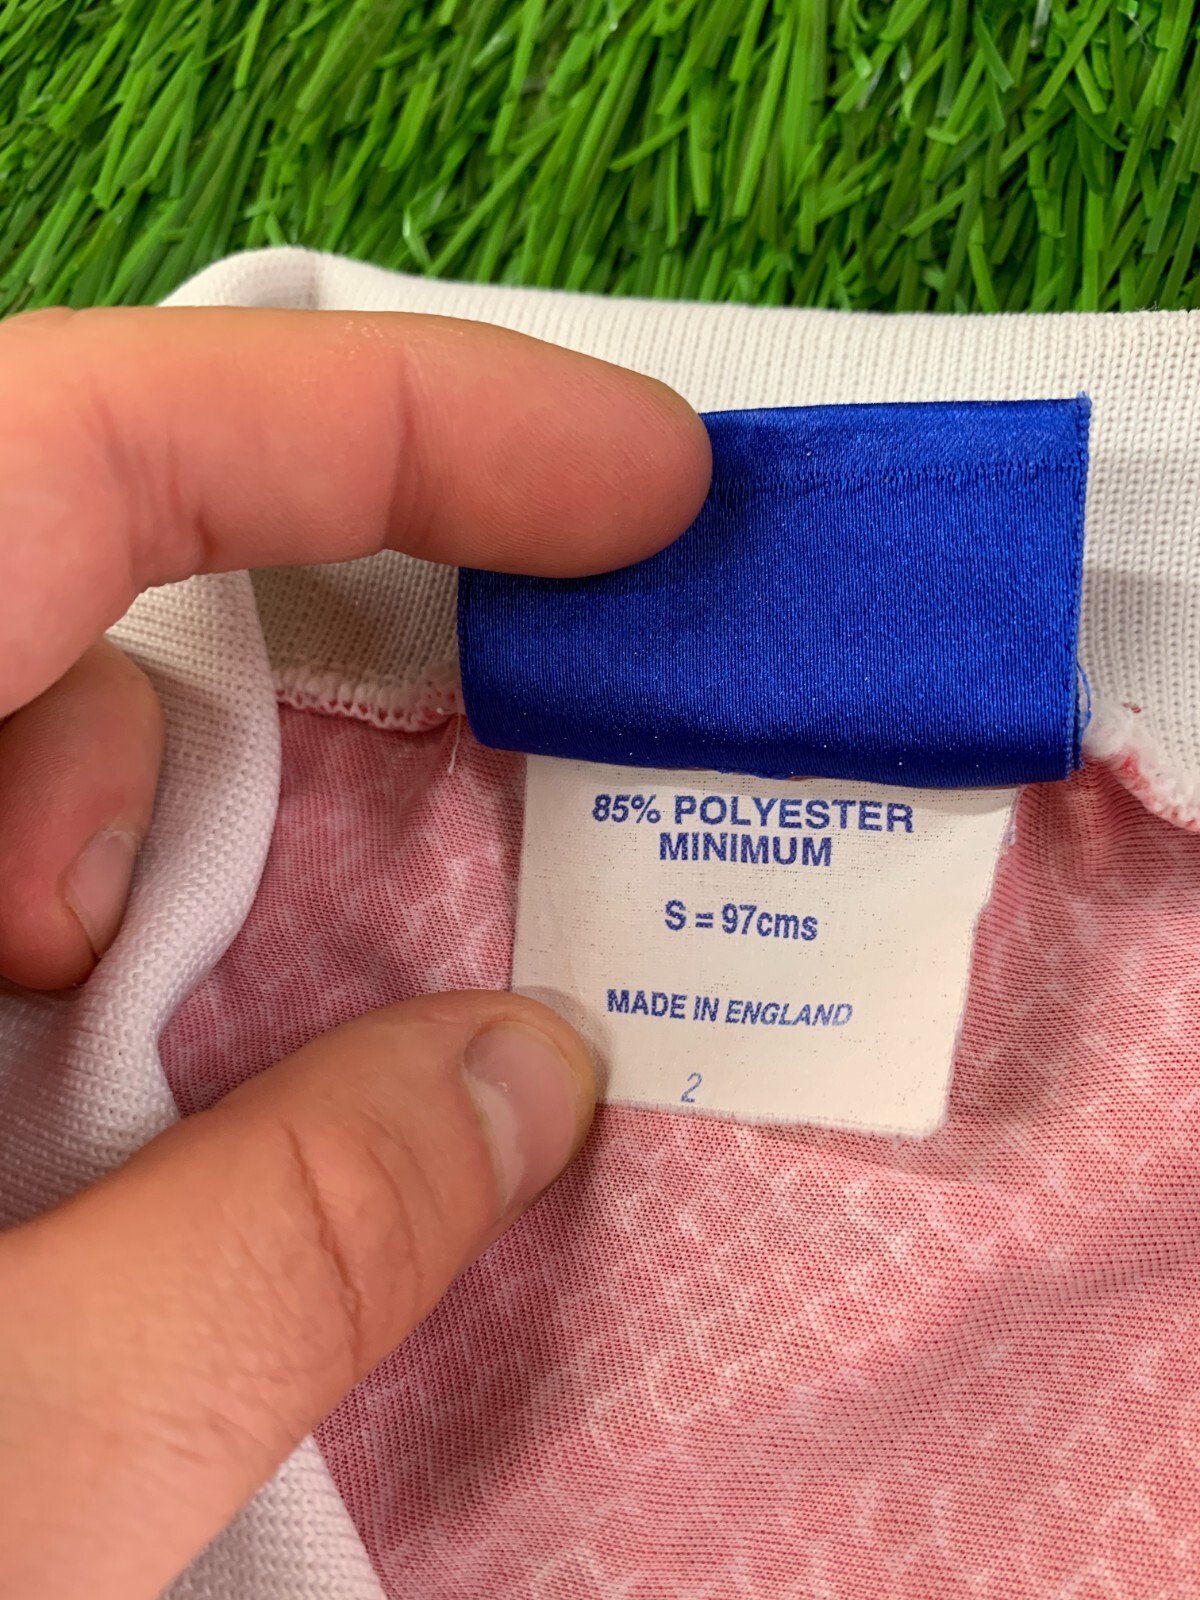 85% POLYESTER
MINIMUM
S = 97cms
MADE IN ENGLAND
2